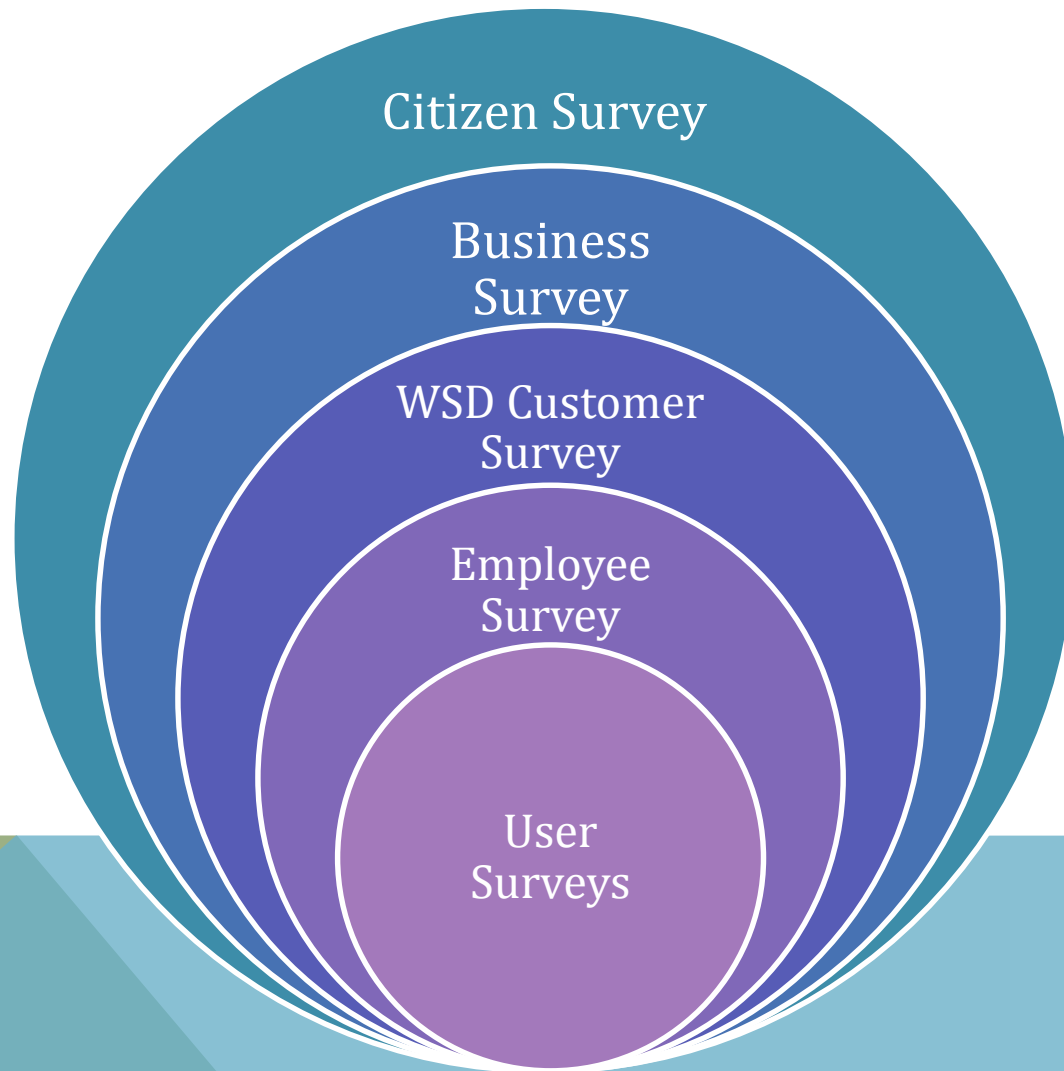 Citizen Survey
Business
Survey
WSD Customer
Survey
Employee
Survey
User
Surveys